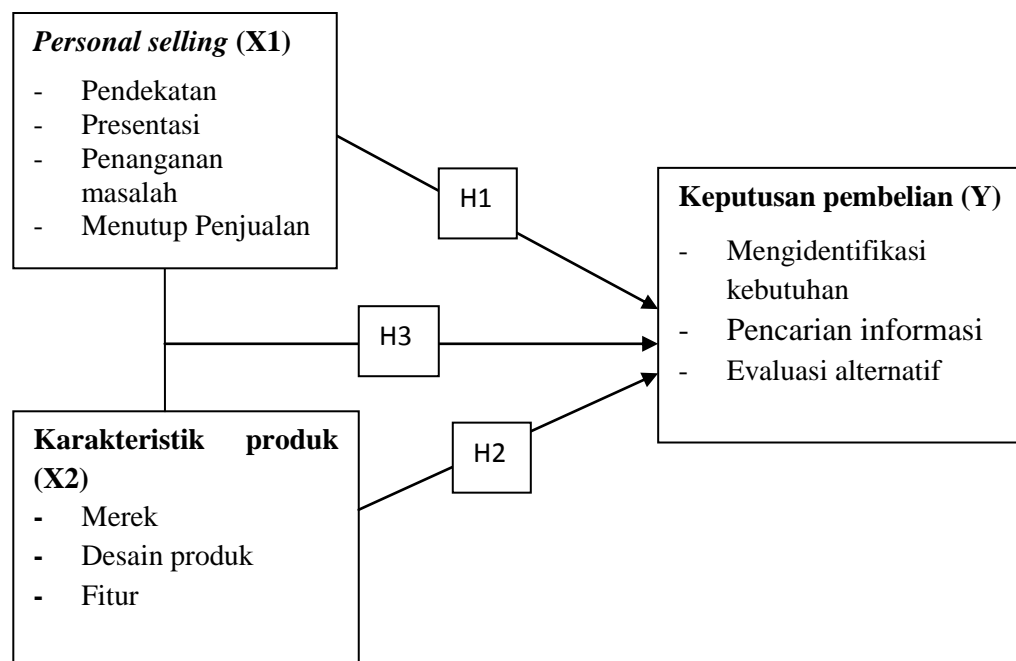 Personal selling (X1)
- Pendekatan
- Presentasi
- Penanganan
masalah
- Menutup Penjualan
H1
Keputusan pembelian (Y)
- Mengidentifikasi
kebutuhan
- Pencarian informasi
- Evaluasi alternatif
H3
Karakteristik produk
(X2)
- Merek
- Desain produk
- Fitur
H2